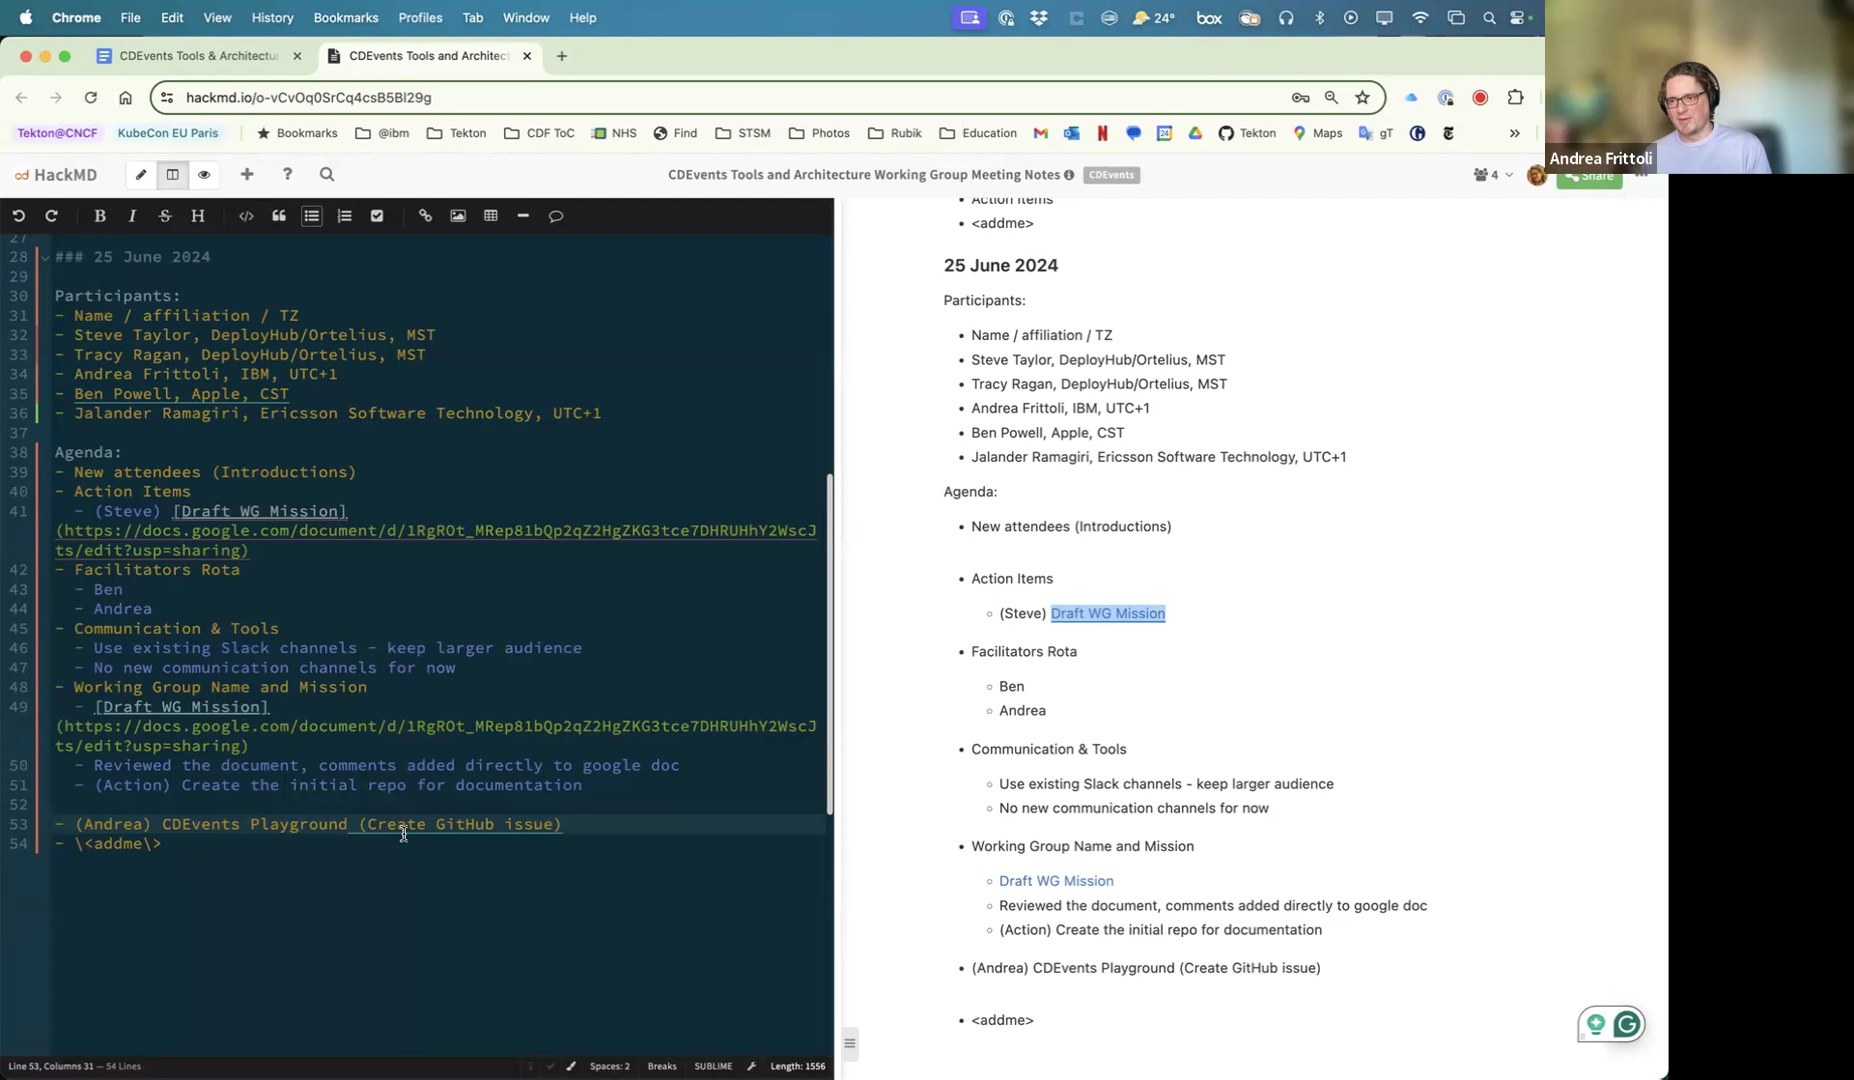 Chrome File Edit View History Bookmarks Profiles Tab Window Help 24° box
CDEvents Tools & Architectur CDEvents Tools and Architect
hackmd.io/o-vCvOq0SrCq4csB5Bl29g
Tekton@CNCF KubeCon EU Paris Bookmarks @ibm Tekton CDF ToC NHS Find STSM Photos Rubik Education Tekton Maps gT
Andrea Frittoli
HackMD CDEvents Tools and Architecture Working Group Meeting Notes CDEvents 4 Share
27
28 ### 25 June 2024
29
30 Participants:
31 - Name / affiliation / TZ
32 - Steve Taylor, DeployHub/Ortelius, MST
33 - Tracy Ragan, DeployHub/Ortelius, MST
34 - Andrea Frittoli, IBM, UTC+1
35 - Ben Powell, Apple, CST
36 - Jalander Ramagiri, Ericsson Software Technology, UTC+1
37
38 Agenda:
39 - New attendees (Introductions)
40 - Action Items
41 - (Steve) [Draft WG Mission]
(https://docs.google.com/document/d/1RgROt_MRep81bQp2qZ2HgZKG3tce7DHRUHhY2WscJ
ts/edit?usp=sharing)
42 - Facilitators Rota
43 - Ben
44 - Andrea
45 - Communication & Tools
46 - Use existing Slack channels - keep larger audience
47 - No new communication channels for now
48 - Working Group Name and Mission
49 - [Draft WG Mission]
(https://docs.google.com/document/d/1RgROt_MRep81bQp2qZ2HgZKG3tce7DHRUHhY2WscJ
ts/edit?usp=sharing)
50 - Reviewed the document, comments added directly to google doc
51 - (Action) Create the initial repo for documentation
52
53 - (Andrea) CDEvents Playground (Create GitHub issue)
54 - \<addme\>
Line 53, Columns 31 — 54 Lines Spaces: 2 Breaks SUBLIME Length: 1556
Action Items
• <addme>
25 June 2024
Participants:
• Name / affiliation / TZ
• Steve Taylor, DeployHub/Ortelius, MST
• Tracy Ragan, DeployHub/Ortelius, MST
• Andrea Frittoli, IBM, UTC+1
• Ben Powell, Apple, CST
• Jalander Ramagiri, Ericsson Software Technology, UTC+1
Agenda:
• New attendees (Introductions)
• Action Items
◦ (Steve) Draft WG Mission
• Facilitators Rota
◦ Ben
◦ Andrea
• Communication & Tools
◦ Use existing Slack channels - keep larger audience
◦ No new communication channels for now
• Working Group Name and Mission
◦ Draft WG Mission
◦ Reviewed the document, comments added directly to google doc
◦ (Action) Create the initial repo for documentation
• (Andrea) CDEvents Playground (Create GitHub issue)
• <addme>